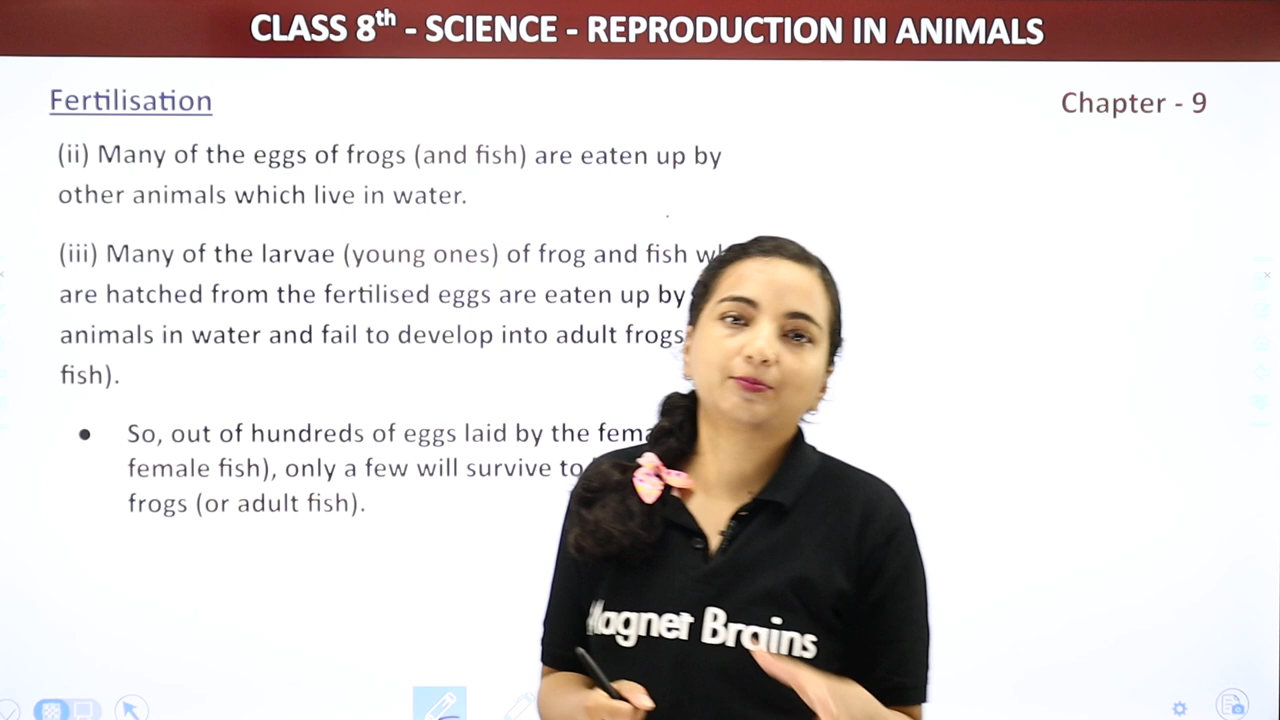 CLASS 8th - SCIENCE - REPRODUCTION IN ANIMALS
Fertilisation
Chapter - 9
(ii) Many of the eggs of frogs (and fish) are eaten up by
other animals which live in water.
(iii) Many of the larvae (young ones) of frog and fish
are hatched from the fertilised eggs are eaten up by
animals in water and fail to develop into adult frogs
fish).
● So, out of hundreds of eggs laid by the
female fish), only a few will survive to
frogs (or adult fish).
Magnet Brains